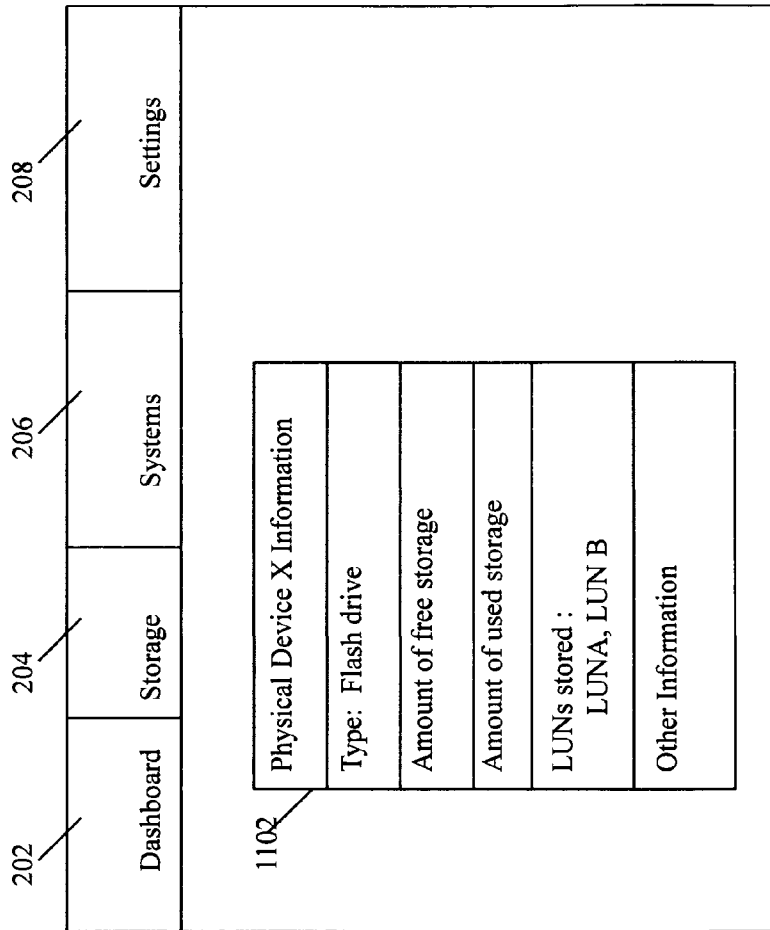 202
204
206
208
Dashboard
Storage
Systems
Settings
1102
Physical Device X Information
Type: Flash drive
Amount of free storage
Amount of used storage
LUNs stored :
LUNA, LUN B
Other Information